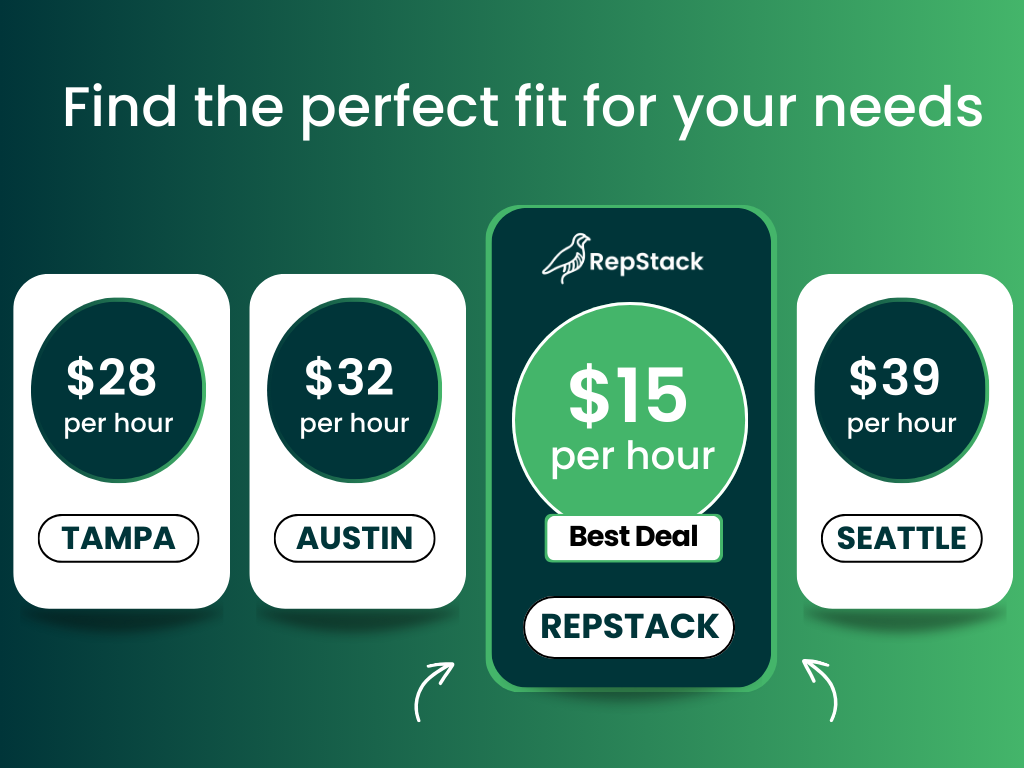 Find the perfect fit for your needs
$28
per hour
TAMPA
$32
per hour
AUSTIN
RepStack
$15
per hour
Best Deal
REPSTACK
$39
per hour
SEATTLE